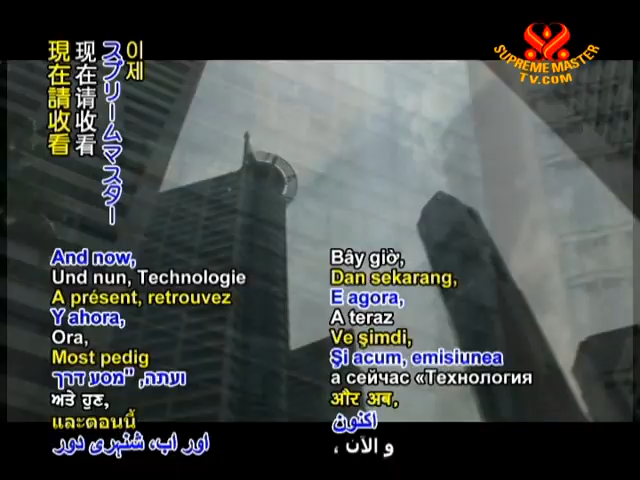 SUPREME MASTER
TV.COM
現在請收看
现在请收看
スプリームマスター
이제
And now,
Und nun, Technologie
A présent, retrouvez
Y ahora,
Ora,
Most pedig
ועתה, "מסע דרך
ਅਤੇ ਹੁਣ,
และตอนนี้
اور اب، شنہری دور
Bây giờ,
Dan sekarang,
E agora,
A teraz
Ve şimdi,
Şi acum, emisiunea
а сейчас «Технология
और अब,
اکنون
و الآن ،